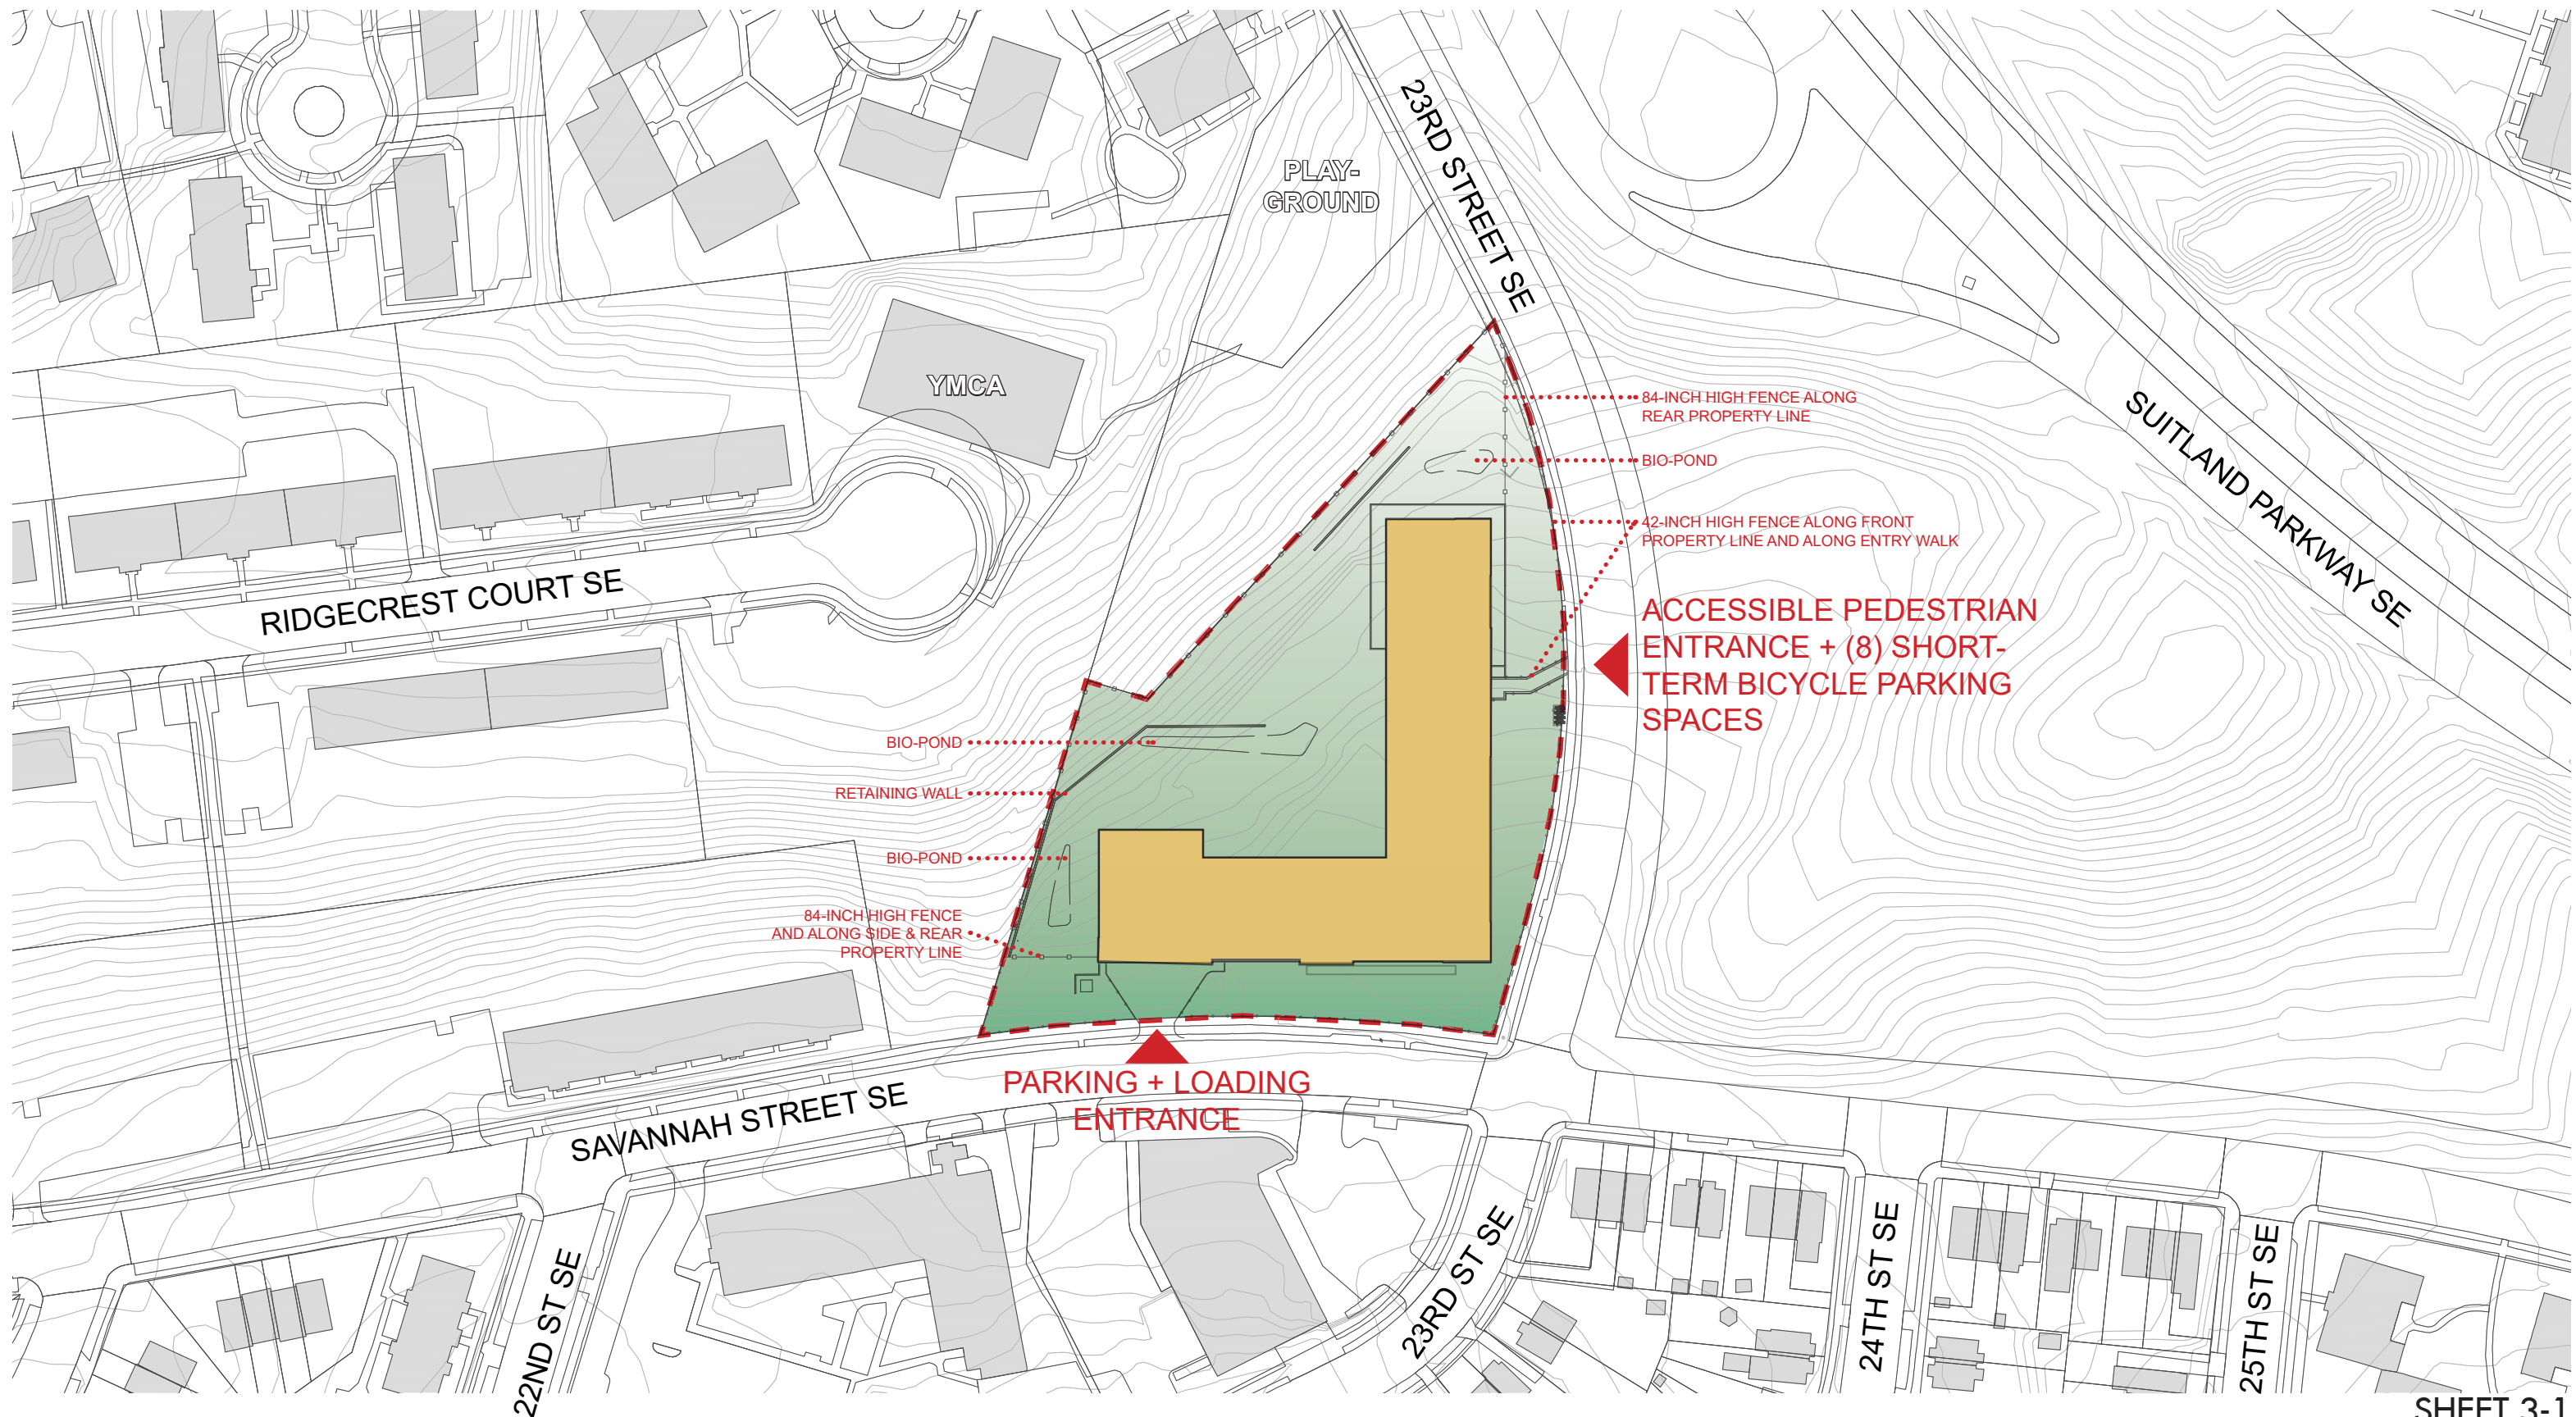 23RD STREET SE
PLAY-
GROUND
YMCA
84-INCH HIGH FENCE ALONG
REAR PROPERTY LINE
SUITLAND PARKWAY SE
BIO-POND
42-INCH HIGH FENCE ALONG FRONT
PROPERTY LINE AND ALONG ENTRY WALK
RIDGECREST COURT SE
ACCESSIBLE PEDESTRIAN
ENTRANCE + (8) SHORT-
TERM BICYCLE PARKING
SPACES
BIO-POND
RETAINING WALL
BIO-POND
84-INCH HIGH FENCE
AND ALONG SIDE & REAR
PROPERTY LINE
PARKING + LOADING
ENTRANCE
SAVANNAH STREET SE
22ND ST SE
23RD ST SE
24TH ST SE
25TH ST SE
SHEET 3-1